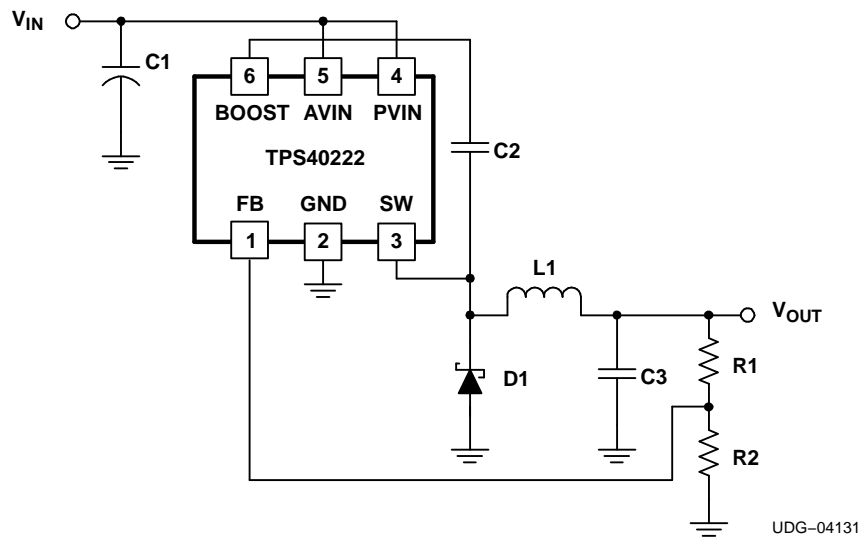 VIN
C1
6 5 4
BOOST AVIN PVIN
TPS40222
C2
FB GND SW
1 2 3
L1
VOUT
R1
D1
C3
R2
UDG–04131